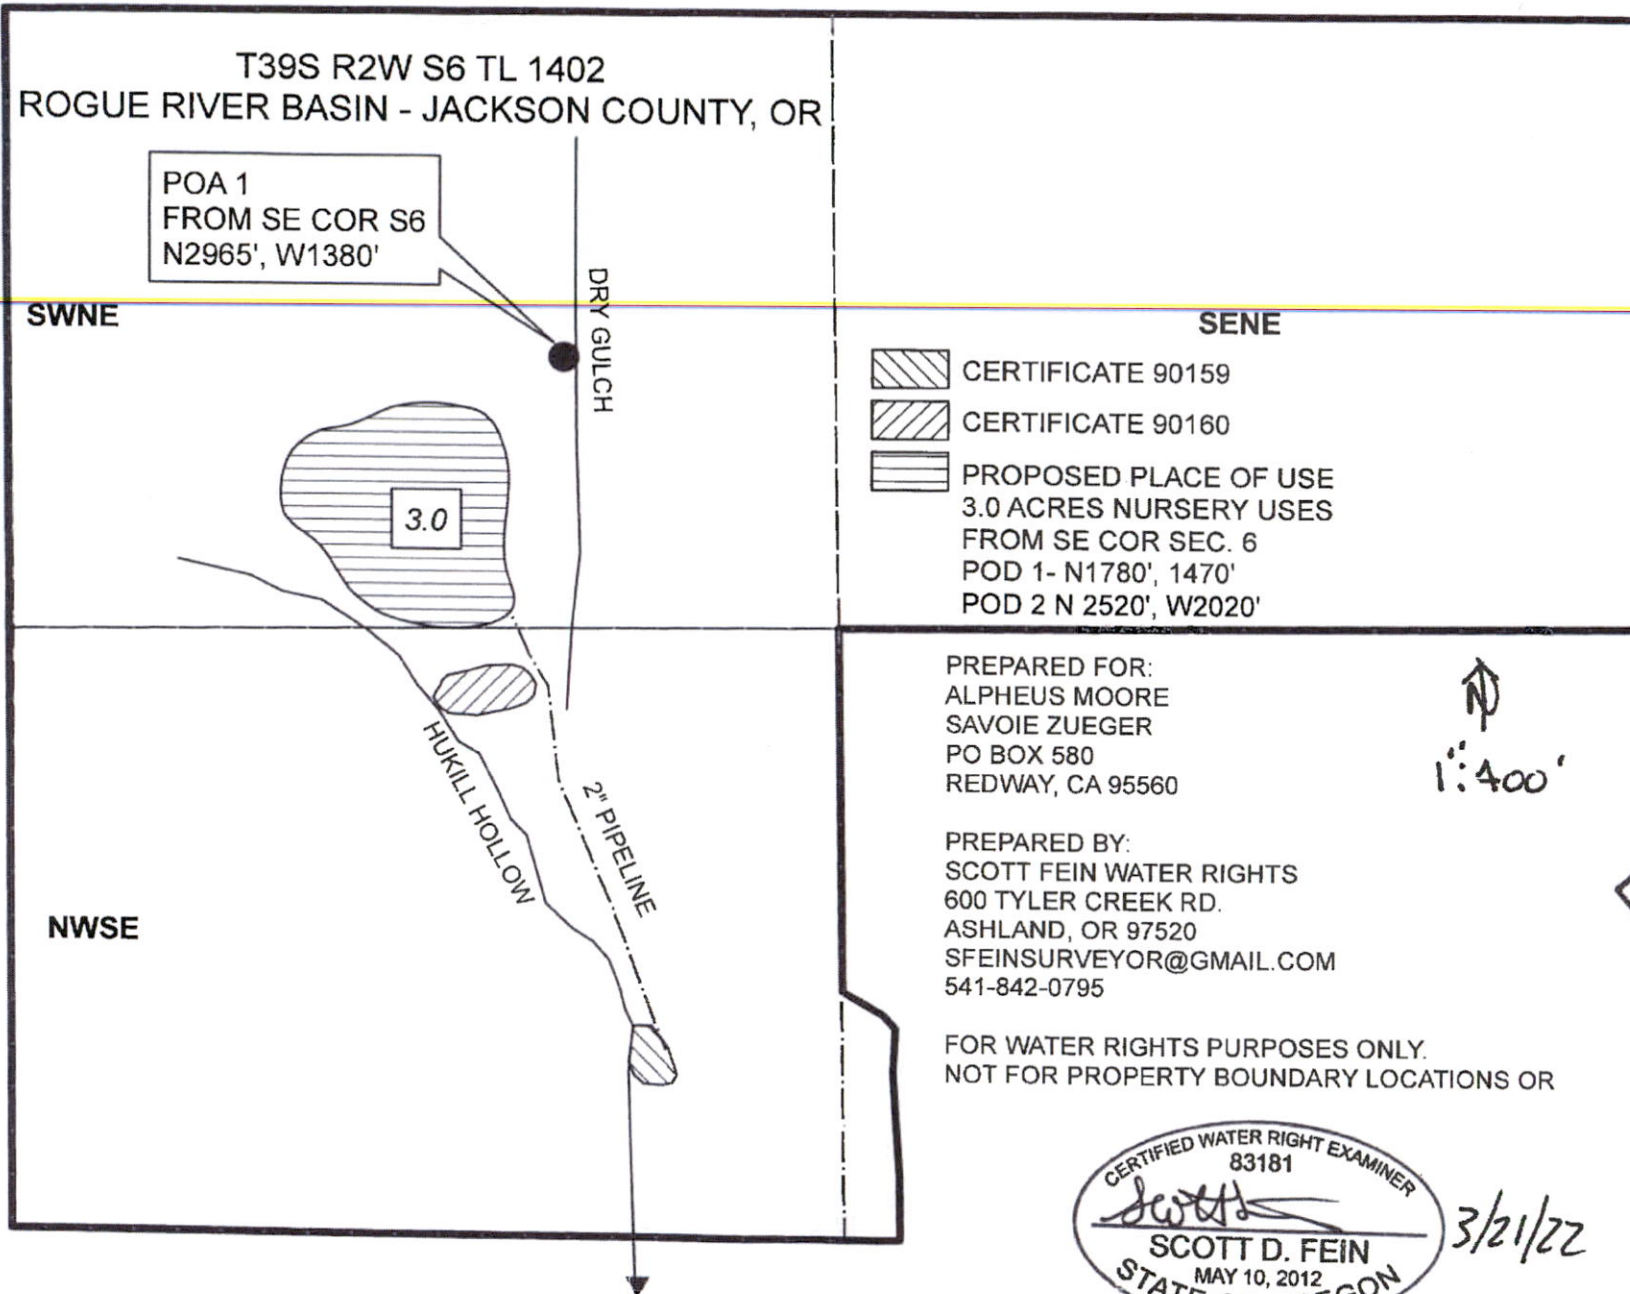 T39S R2W S6 TL 1402
ROGUE RIVER BASIN - JACKSON COUNTY, OR
POA 1
FROM SE COR S6
N2965', W1380'
DRY GULCH
SWNE
SENE
CERTIFICATE 90159
CERTIFICATE 90160
PROPOSED PLACE OF USE
3.0 ACRES NURSERY USES
FROM SE COR SEC. 6
POD 1- N1780', 1470'
POD 2 N 2520', W2020'
3.0
HUKILL HOLLOW
2" PIPELINE
NWSE
PREPARED FOR:
ALPHEUS MOORE
SAVOIE ZUEGER
PO BOX 580
REDWAY, CA 95560
N
1":400'
PREPARED BY:
SCOTT FEIN WATER RIGHTS
600 TYLER CREEK RD.
ASHLAND, OR 97520
SFEINSURVEYOR@GMAIL.COM
541-842-0795
FOR WATER RIGHTS PURPOSES ONLY.
NOT FOR PROPERTY BOUNDARY LOCATIONS OR
CERTIFIED WATER RIGHT EXAMINER
83181
SCOTT D. FEIN
MAY 10, 2012
3/21/22